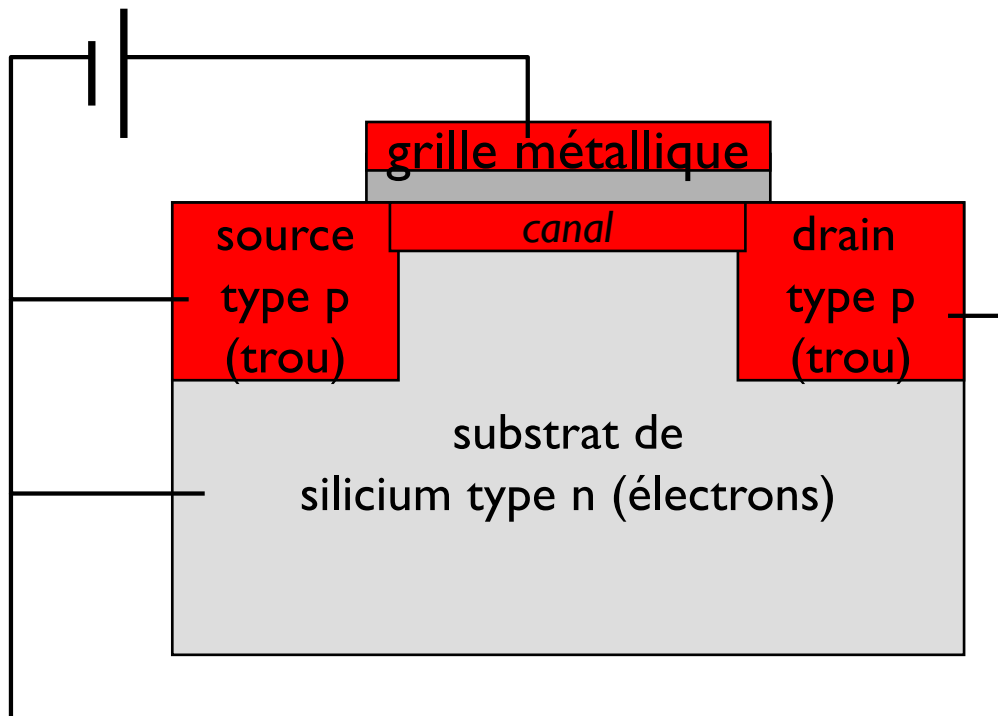 grille métallique
canal
source
type p
(trou)
drain
type p
(trou)
substrat de
silicium type n (électrons)